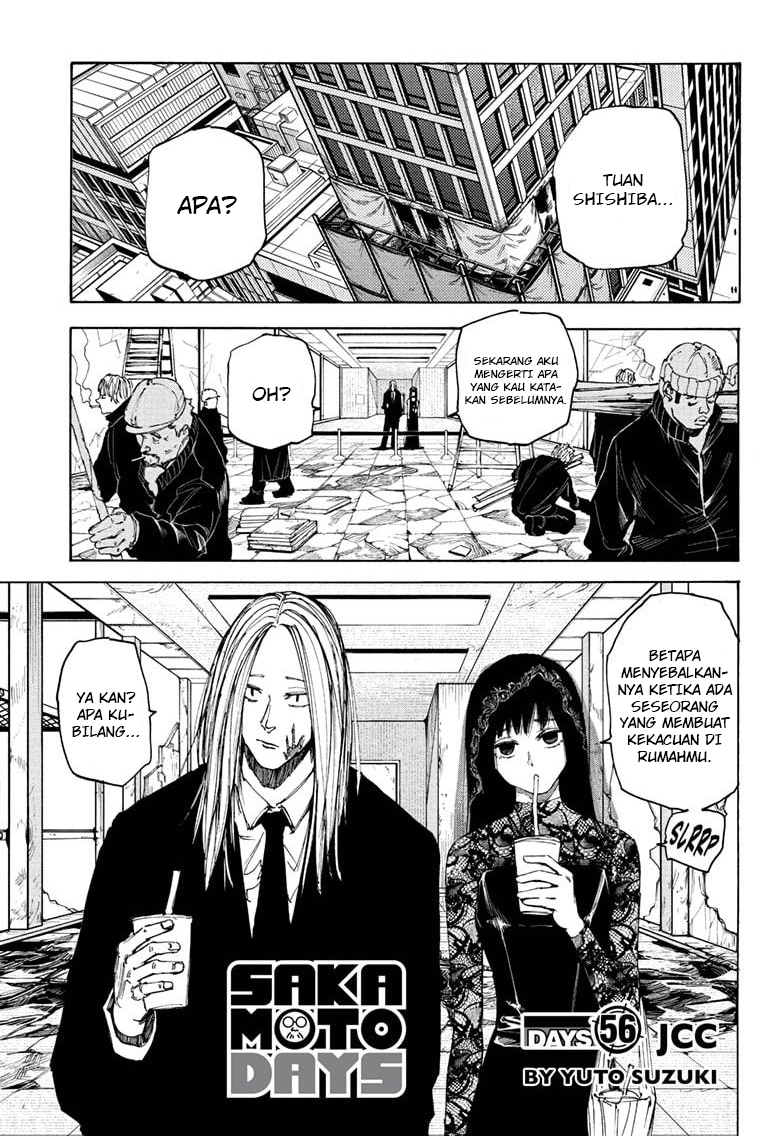 TUAN
SHISHIBA...
APA?
SEKARANG AKU
MENGERTI APA
YANG KAU KATA-
KAN SEBELUMNYA.
OH?
BETAPA
MENYEBALKAN-
NYA KETIKA ADA
SESEORANG
YANG MEMBUAT
KEKACUAN DI
RUMAHMU.
SLRRP
YA KAN?
APA KU-
BILANG...
SAKA
MOTO
DAYS
DAYS 56 JCC
BY YUTO SUZUKI